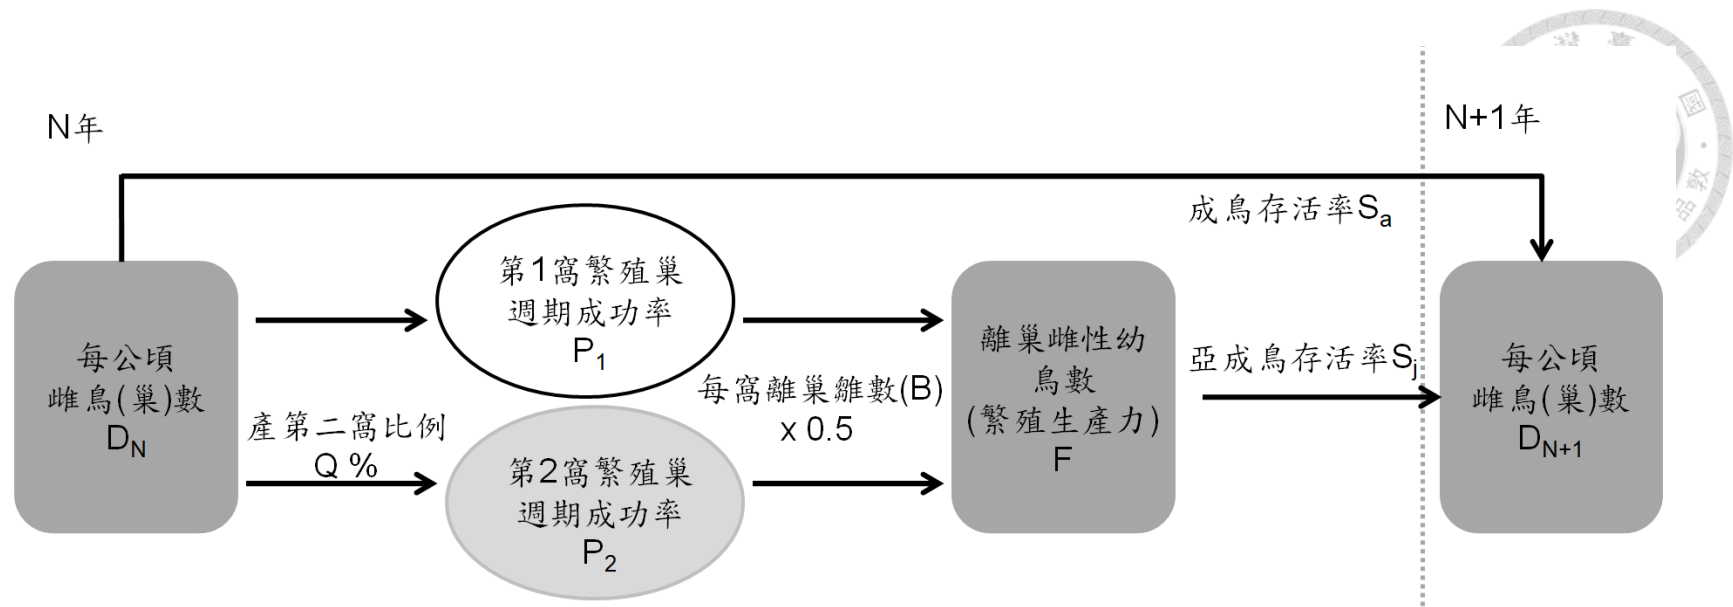 N年
N+1年
成鳥存活率Sa
每公頃
雌鳥(巢)數
DN
第1窩繁殖巢
週期成功率
P1
產第二窩比例
Q %
第2窩繁殖巢
週期成功率
P2
每窩離巢雛數(B)
x 0.5
離巢雌性幼
鳥數
(繁殖生產力)
F
亞成鳥存活率Sj
每公頃
雌鳥(巢)數
DN+1
臺
國
敦
品